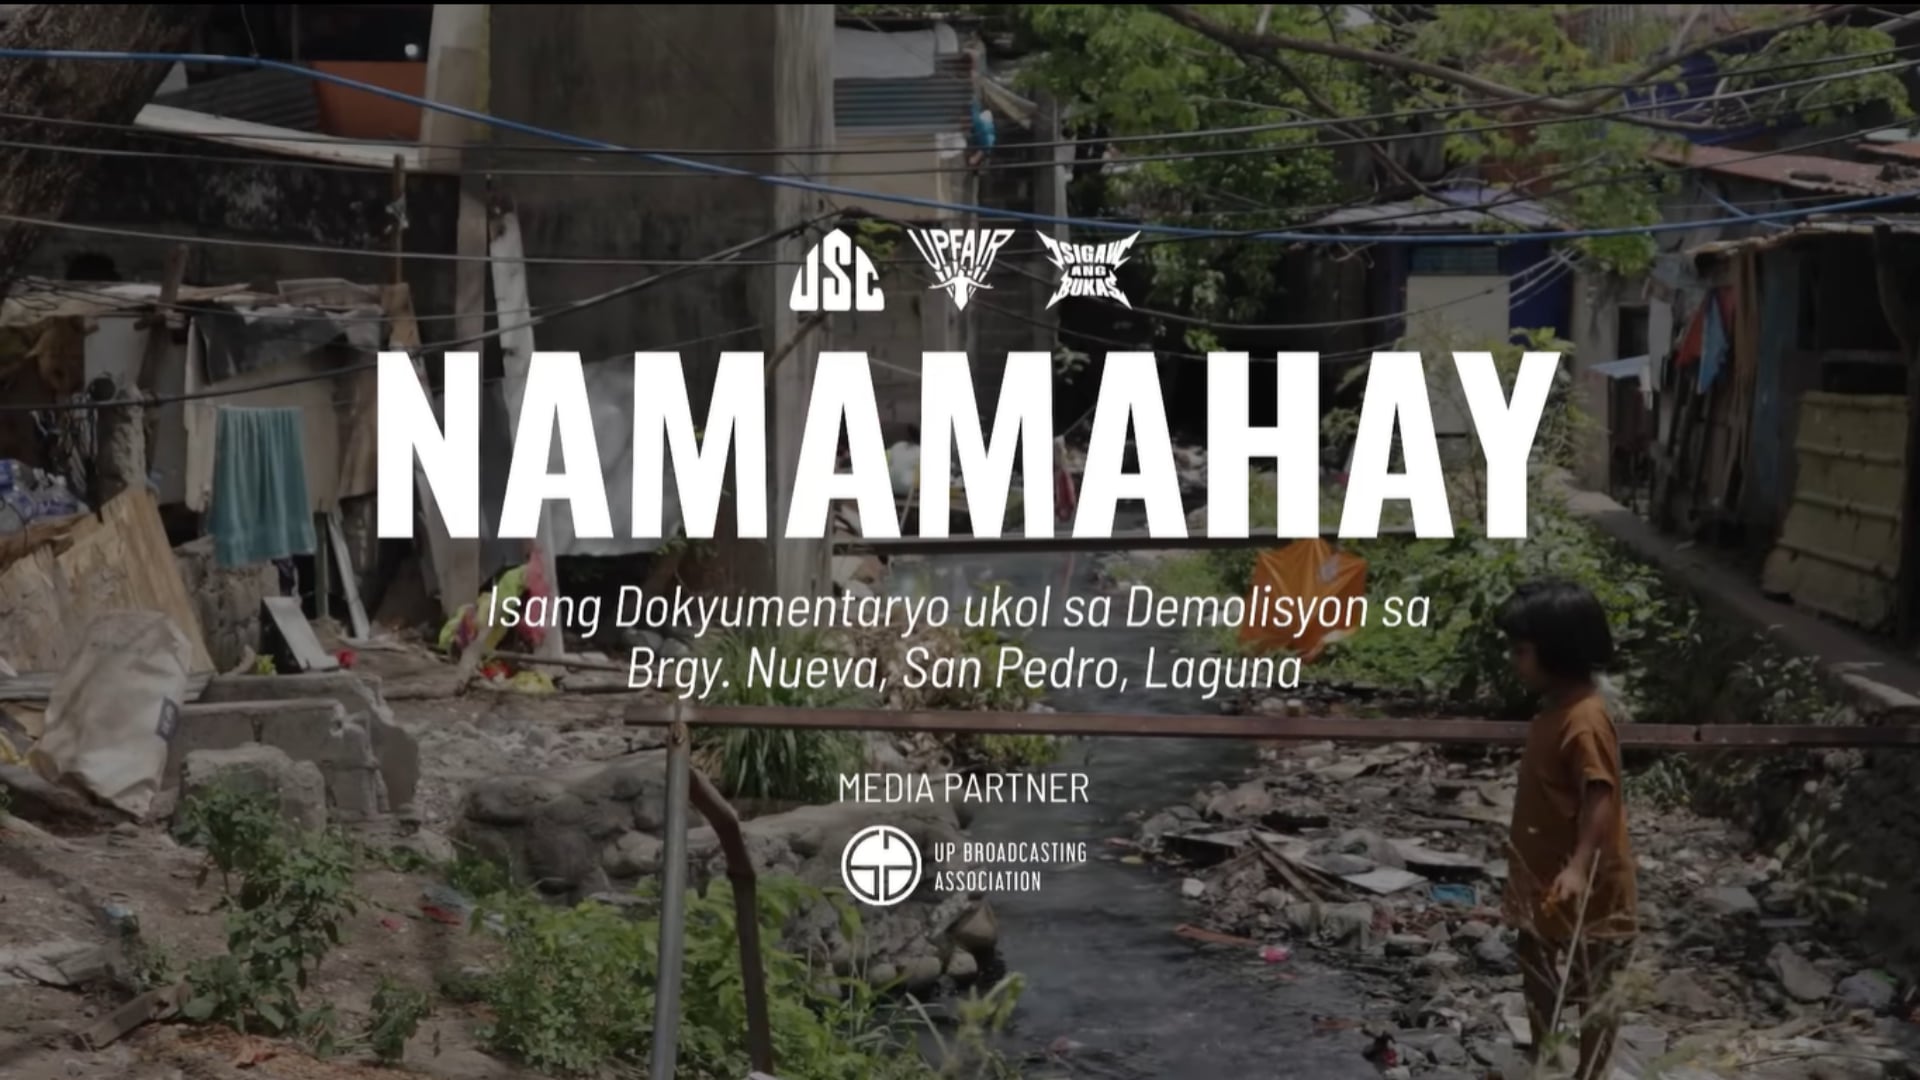 USC
UPFAIR
ISIGAW
ANG
BUKAS
NAMAMAHAY
Isang Dokyumentaryo ukol sa Demolisyon sa
Brgy. Nueva, San Pedro, Laguna
MEDIA PARTNER
UP BROADCASTING
ASSOCIATION